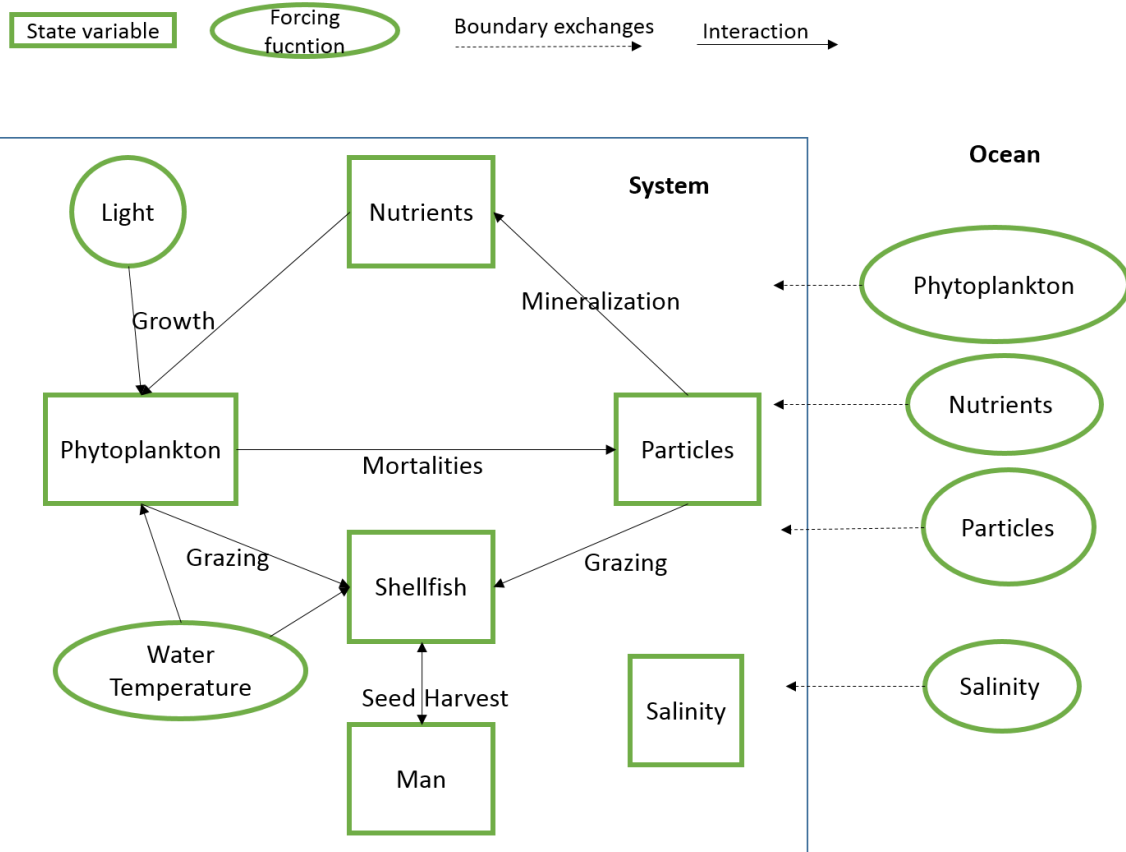 State variable
Forcing
fucntion
Boundary exchanges
Interaction
Ocean
System
Light
Nutrients
Phytoplankton
Mineralization
Growth
Nutrients
Phytoplankton
Mortalities
Particles
Particles
Grazing
Shellfish
Grazing
Water
Temperature
Seed Harvest
Salinity
Salinity
Man